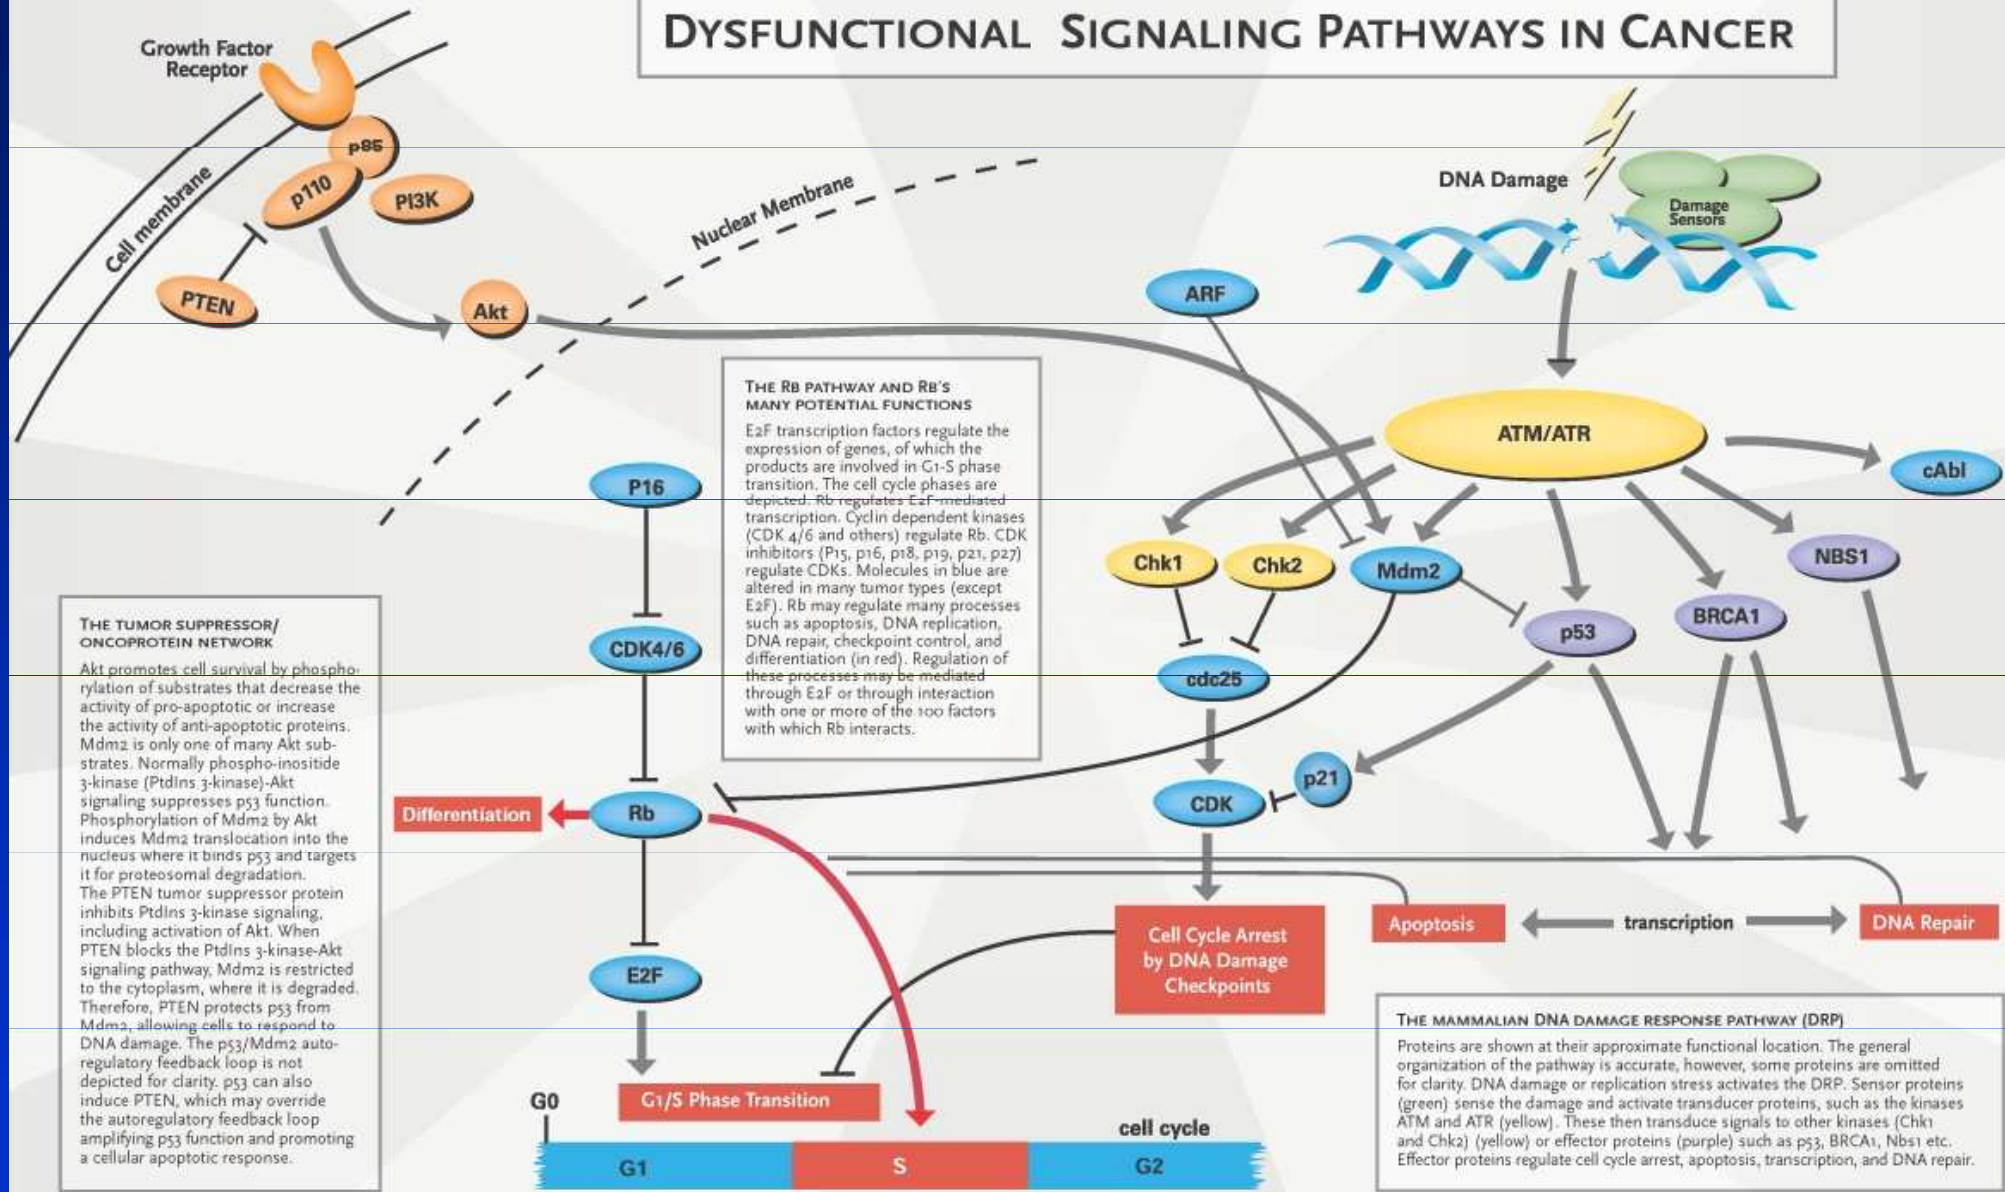 DYSFUNCTIONAL SIGNALING PATHWAYS IN CANCER
Growth Factor
Receptor
p85
p110
PI3K
Cell membrane
PTEN
Akt
Nuclear Membrane
DNA Damage
Damage
Sensors
ARF
ATM/ATR
cAbl
P16
Chk1
Chk2
Mdm2
NBS1
BRCA1
p53
CDK4/6
cdc25
p21
CDK
Rb
Differentiation
E2F
THE RB PATHWAY AND RB'S
MANY POTENTIAL FUNCTIONS
E2F transcription factors regulate the
expression of genes, of which the
products are involved in G1-S phase
transition. The cell cycle phases are
depicted. Rb regulates E2F-mediated
transcription. Cyclin dependent kinases
(CDK 4/6 and others) regulate Rb. CDK
inhibitors (P15, p16, p18, p19, p21, p27)
regulate CDKs. Molecules in blue are
altered in many tumor types (except
E2F). Rb may regulate many processes
such as apoptosis, DNA replication,
DNA repair, checkpoint control, and
differentiation (in red). Regulation of
these processes may be mediated
through E2F or through interaction
with one or more of the 100 factors
with which Rb interacts.
THE TUMOR SUPPRESSOR/
ONCOPROTEIN NETWORK
Akt promotes cell survival by phospho-
rylation of substrates that decrease the
activity of pro-apoptotic or increase
the activity of anti-apoptotic proteins.
Mdm2 is only one of many Akt sub-
strates. Normally phospho-inositide
3-kinase (PtdIns 3-kinase)-Akt
signaling suppresses p53 function.
Phosphorylation of Mdm2 by Akt
induces Mdm2 translocation into the
nucleus where it binds p53 and targets
it for proteosomal degradation.
The PTEN tumor suppressor protein
inhibits PtdIns 3-kinase signaling,
including activation of Akt. When
PTEN blocks the PtdIns 3-kinase-Akt
signaling pathway, Mdm2 is restricted
to the cytoplasm, where it is degraded.
Therefore, PTEN protects p53 from
Mdm2, allowing cells to respond to
DNA damage. The p53/Mdm2 auto-
regulatory feedback loop is not
depicted for clarity. p53 can also
induce PTEN, which may override
the autoregulatory feedback loop
amplifying p53 function and promoting
a cellular apoptotic response.
Cell Cycle Arrest
by DNA Damage
Checkpoints
Apoptosis
transcription
DNA Repair
G1/S Phase Transition
G0
cell cycle
G1
S
G2
THE MAMMALIAN DNA DAMAGE RESPONSE PATHWAY (DRP)
Proteins are shown at their approximate functional location. The general
organization of the pathway is accurate, however, some proteins are omitted
for clarity. DNA damage or replication stress activates the DRP. Sensor proteins
(green) sense the damage and activate transducer proteins, such as the kinases
ATM and ATR (yellow). These then transduce signals to other kinases (Chk1
and Chk2) (yellow) or effector proteins (purple) such as p53, BRCA1, Nbs1 etc.
Effector proteins regulate cell cycle arrest, apoptosis, transcription, and DNA repair.